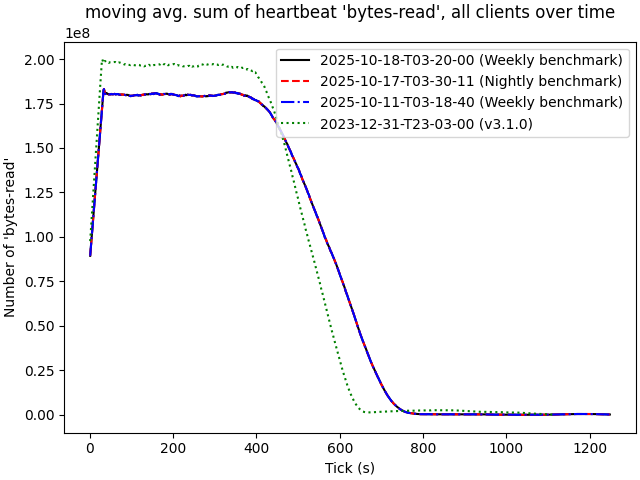 moving avg. sum of heartbeat 'bytes-read', all clients over time
1e8
2025-10-18-T03-20-00 (Weekly benchmark)
2025-10-17-T03-30-11 (Nightly benchmark)
2025-10-11-T03-18-40 (Weekly benchmark)
2023-12-31-T23-03-00 (v3.1.0)
Number of 'bytes-read'
2.00
1.75
1.50
1.25
1.00
0.75
0.50
0.25
0.00
0 200 400 600 800 1000 1200
Tick (s)